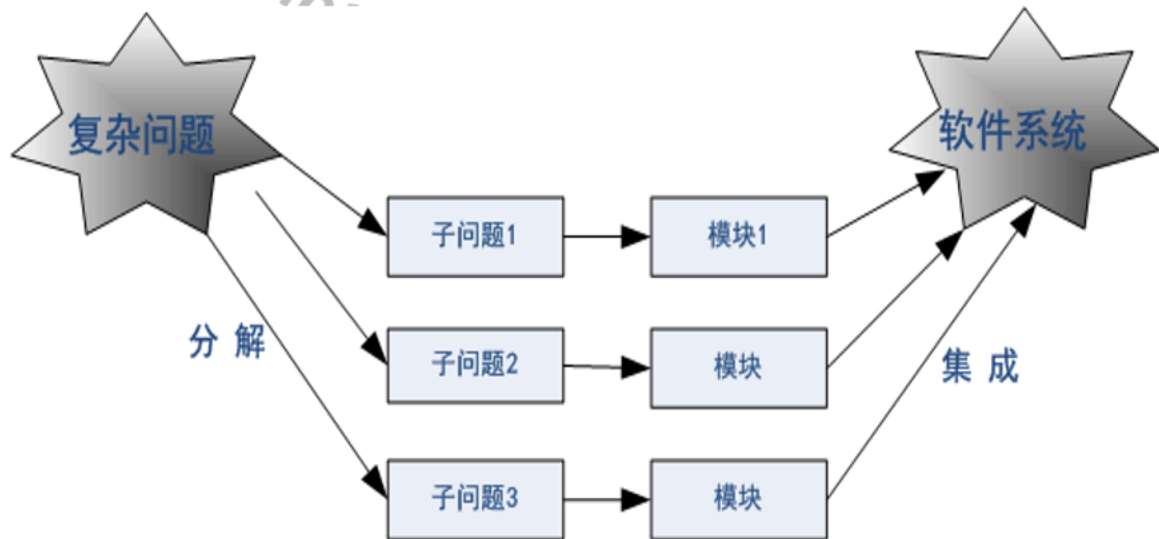 复杂问题
软件系统
子问题1
模块1
分 解
子问题2
模块
集 成
子问题3
模块